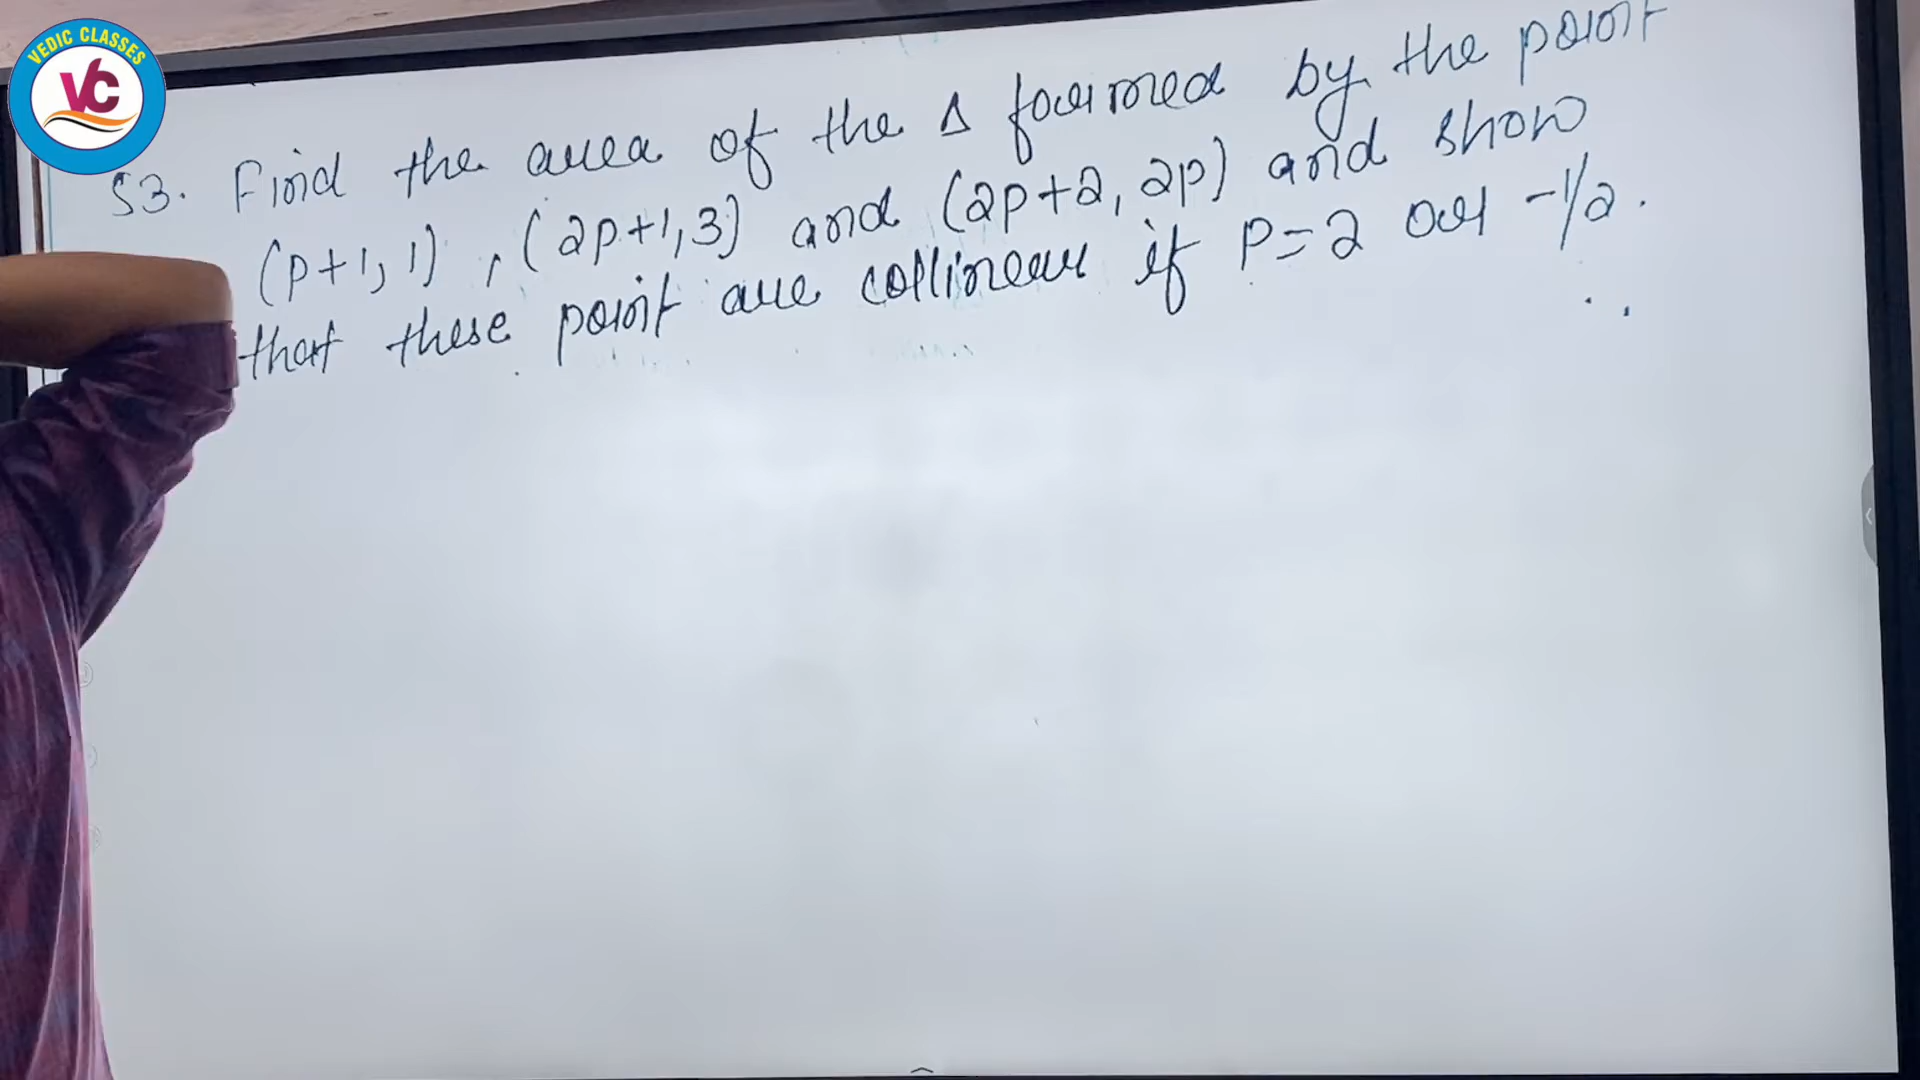 VEDIC CLASSES
VC
53. Find the area of the Δ formed by the point
(p+1, 1), (2p+1, 3) and (2p+2, 2p) and show
that these point are collinear if p=2 or -1/2.